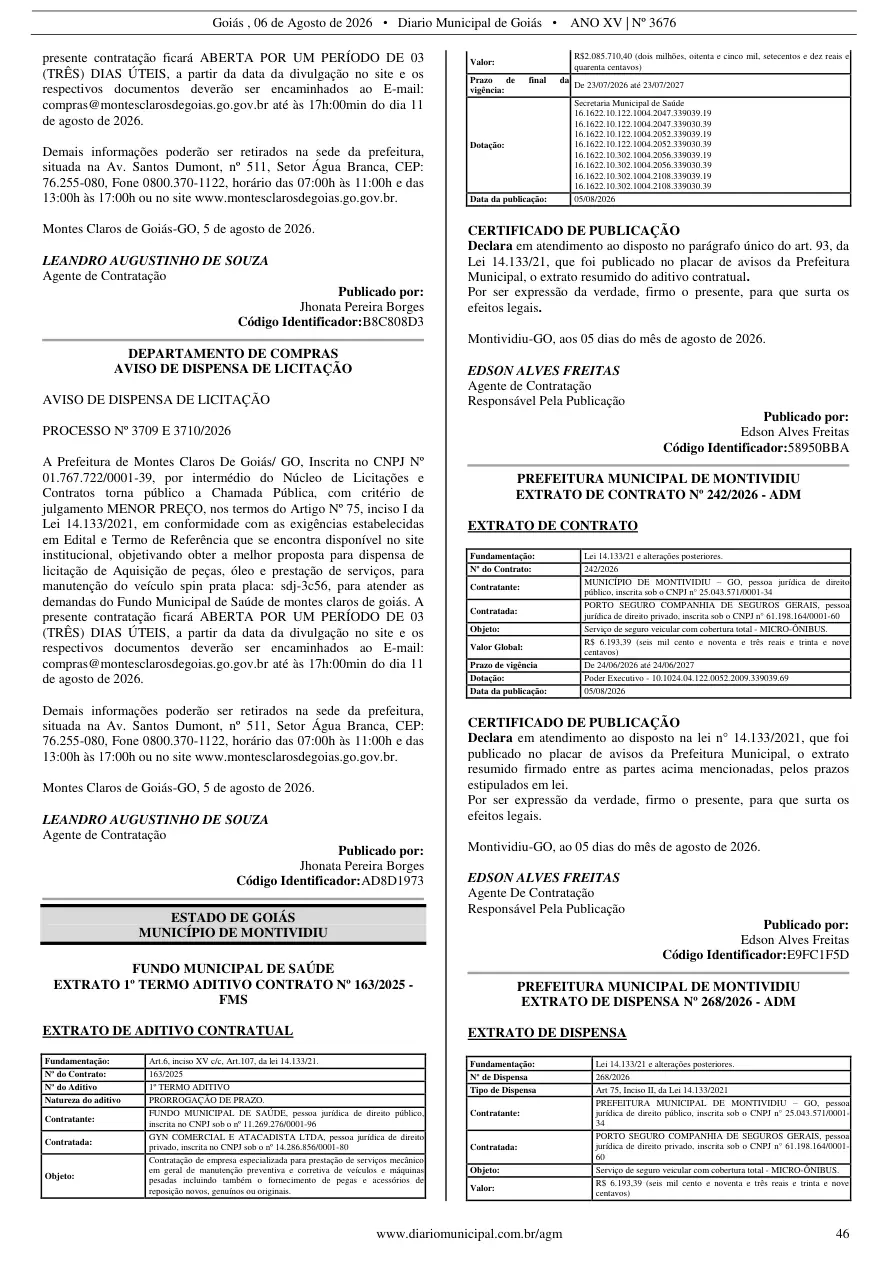 Goiás , 06 de Agosto de 2026 • Diario Municipal de Goiás • ANO XV | Nº 3676
presente contratação ficará ABERTA POR UM PERÍODO DE 03
(TRÊS) DIAS ÚTEIS, a partir da data da divulgação no site e os
respectivos documentos deverão ser encaminhados ao E-mail:
compras@montesclarosdegoias.go.gov.br até às 17h:00min do dia 11
de agosto de 2026.
Demais informações poderão ser retirados na sede da prefeitura,
situada na Av. Santos Dumont, nº 511, Setor Água Branca, CEP:
76.255-080, Fone 0800.370-1122, horário das 07:00h às 11:00h e das
13:00h às 17:00h ou no site www.montesclarosdegoias.go.gov.br.
Montes Claros de Goiás-GO, 5 de agosto de 2026.
LEANDRO AUGUSTINHO DE SOUZA
Agente de Contratação
Publicado por:
Jhonata Pereira Borges
Código Identificador:B8C808D3
DEPARTAMENTO DE COMPRAS
AVISO DE DISPENSA DE LICITAÇÃO
AVISO DE DISPENSA DE LICITAÇÃO
PROCESSO Nº 3709 E 3710/2026
A Prefeitura de Montes Claros De Goiás/ GO, Inscrita no CNPJ Nº
01.767.722/0001-39, por intermédio do Núcleo de Licitações e
Contratos torna público a Chamada Pública, com critério de
julgamento MENOR PREÇO, nos termos do Artigo Nº 75, inciso I da
Lei 14.133/2021, em conformidade com as exigências estabelecidas
em Edital e Termo de Referência que se encontra disponível no site
institucional, objetivando obter a melhor proposta para dispensa de
licitação de Aquisição de peças, óleo e prestação de serviços, para
manutenção do veículo spin prata placa: sdj-3c56, para atender as
demandas do Fundo Municipal de Saúde de montes claros de goiás. A
presente contratação ficará ABERTA POR UM PERÍODO DE 03
(TRÊS) DIAS ÚTEIS, a partir da data da divulgação no site e os
respectivos documentos deverão ser encaminhados ao E-mail:
compras@montesclarosdegoias.go.gov.br até às 17h:00min do dia 11
de agosto de 2026.
Demais informações poderão ser retirados na sede da prefeitura,
situada na Av. Santos Dumont, nº 511, Setor Água Branca, CEP:
76.255-080, Fone 0800.370-1122, horário das 07:00h às 11:00h e das
13:00h às 17:00h ou no site www.montesclarosdegoias.go.gov.br.
Montes Claros de Goiás-GO, 5 de agosto de 2026.
LEANDRO AUGUSTINHO DE SOUZA
Agente de Contratação
Publicado por:
Jhonata Pereira Borges
Código Identificador:AD8D1973
ESTADO DE GOIÁS
MUNICÍPIO DE MONTIVIDIU
FUNDO MUNICIPAL DE SAÚDE
EXTRATO 1º TERMO ADITIVO CONTRATO Nº 163/2025 -
FMS
EXTRATO DE ADITIVO CONTRATUAL
Fundamentação: Art.6, inciso XV c/c, Art.107, da lei 14.133/21.
Nº do Contrato: 163/2025
Nº do Aditivo 1º TERMO ADITIVO
Natureza do aditivo PRORROGAÇÃO DE PRAZO.
Contratante: FUNDO MUNICIPAL DE SAÚDE, pessoa jurídica de direito público,
inscrita no CNPJ sob o nº 11.269.276/0001-96
Contratada: GYN COMERCIAL E ATACADISTA LTDA, pessoa jurídica de direito
privado, inscrita no CNPJ sob o nº 14.286.856/0001-80
Objeto: Contratação de empresa especializada para prestação de serviços mecânico
em geral de manutenção preventiva e corretiva de veículos e máquinas
pesadas incluindo também o fornecimento de pegas e acessórios de
reposição novos, genuínos ou originais.
Valor: R$2.085.710,40 (dois milhões, oitenta e cinco mil, setecentos e dez reais e
quarenta centavos)
Prazo de final da
vigência: De 23/07/2026 até 23/07/2027
Dotação: Secretaria Municipal de Saúde
16.1622.10.122.1004.2047.339039.19
16.1622.10.122.1004.2047.339030.39
16.1622.10.122.1004.2052.339039.19
16.1622.10.122.1004.2052.339030.39
16.1622.10.302.1004.2056.339039.19
16.1622.10.302.1004.2056.339030.39
16.1622.10.302.1004.2108.339039.19
16.1622.10.302.1004.2108.339030.39
Data da publicação: 05/08/2026
CERTIFICADO DE PUBLICAÇÃO
Declara em atendimento ao disposto no parágrafo único do art. 93, da
Lei 14.133/21, que foi publicado no placar de avisos da Prefeitura
Municipal, o extrato resumido do aditivo contratual.
Por ser expressão da verdade, firmo o presente, para que surta os
efeitos legais.
Montividiu-GO, aos 05 dias do mês de agosto de 2026.
EDSON ALVES FREITAS
Agente de Contratação
Responsável Pela Publicação
Publicado por:
Edson Alves Freitas
Código Identificador:58950BBA
PREFEITURA MUNICIPAL DE MONTIVIDIU
EXTRATO DE CONTRATO Nº 242/2026 - ADM
EXTRATO DE CONTRATO
Fundamentação: Lei 14.133/21 e alterações posteriores.
Nº do Contrato: 242/2026
Contratante: MUNICÍPIO DE MONTIVIDIU – GO, pessoa jurídica de direito
público, inscrita sob o CNPJ n° 25.043.571/0001-34
Contratada: PORTO SEGURO COMPANHIA DE SEGUROS GERAIS, pessoa
jurídica de direito privado, inscrita sob o CNPJ n° 61.198.164/0001-60
Objeto: Serviço de seguro veicular com cobertura total - MICRO-ÔNIBUS.
Valor Global: R$ 6.193,39 (seis mil cento e noventa e três reais e trinta e nove
centavos)
Prazo de vigência De 24/06/2026 até 24/06/2027
Dotação: Poder Executivo - 10.1024.04.122.0052.2009.339039.69
Data da publicação: 05/08/2026
CERTIFICADO DE PUBLICAÇÃO
Declara em atendimento ao disposto na lei n° 14.133/2021, que foi
publicado no placar de avisos da Prefeitura Municipal, o extrato
resumido firmado entre as partes acima mencionadas, pelos prazos
estipulados em lei.
Por ser expressão da verdade, firmo o presente, para que surta os
efeitos legais.
Montividiu-GO, ao 05 dias do mês de agosto de 2026.
EDSON ALVES FREITAS
Agente De Contratação
Responsável Pela Publicação
Publicado por:
Edson Alves Freitas
Código Identificador:E9FC1F5D
PREFEITURA MUNICIPAL DE MONTIVIDIU
EXTRATO DE DISPENSA Nº 268/2026 - ADM
EXTRATO DE DISPENSA
Fundamentação: Lei 14.133/21 e alterações posteriores.
Nº de Dispensa 268/2026
Tipo de Dispensa Art 75, Inciso II, da Lei 14.133/2021
Contratante: PREFEITURA MUNICIPAL DE MONTIVIDIU – GO, pessoa
jurídica de direito público, inscrita sob o CNPJ n° 25.043.571/0001-
34
Contratada: PORTO SEGURO COMPANHIA DE SEGUROS GERAIS, pessoa
jurídica de direito privado, inscrita sob o CNPJ n° 61.198.164/0001-
60
Objeto: Serviço de seguro veicular com cobertura total - MICRO-ÔNIBUS.
Valor: R$ 6.193,39 (seis mil cento e noventa e três reais e trinta e nove
centavos)
www.diariomunicipal.com.br/agm 46